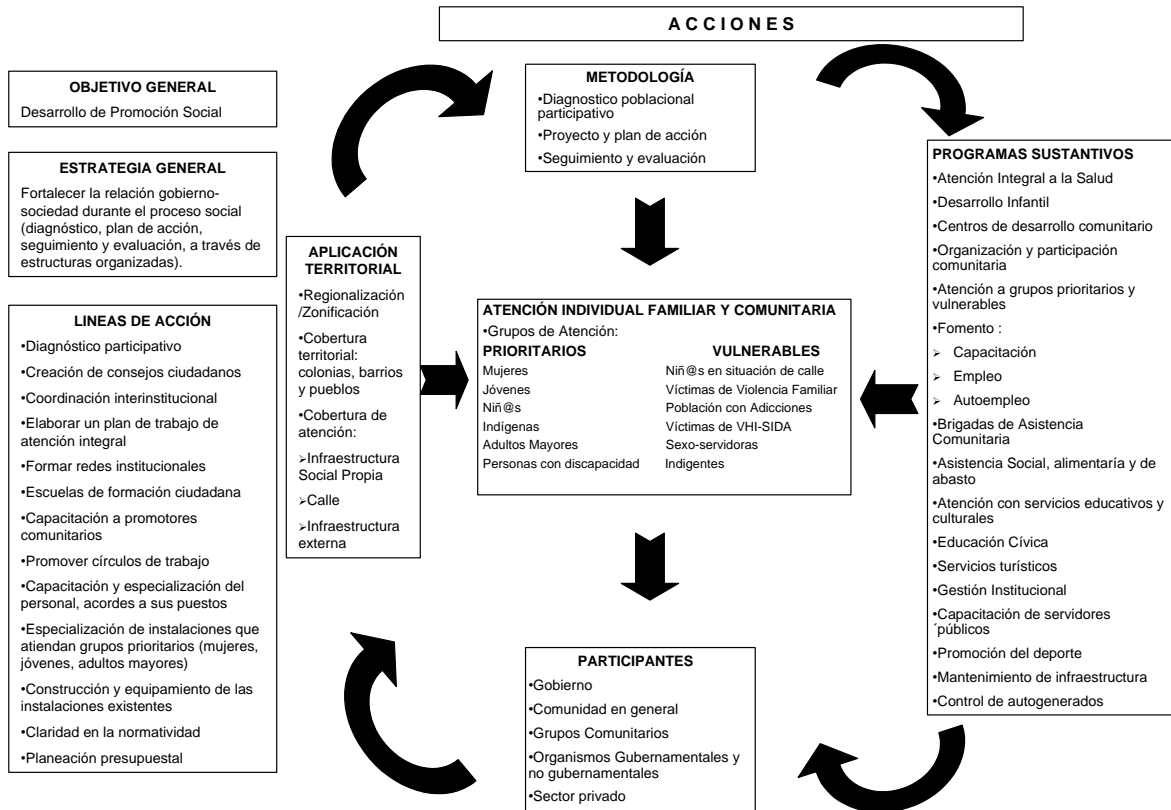 A C C I O N E S
OBJETIVO GENERAL
Desarrollo de Promoción Social
ESTRATEGIA GENERAL
Fortalecer la relación gobierno-
sociedad durante el proceso social
(diagnóstico, plan de acción,
seguimiento y evaluación, a través de
estructuras organizadas).
LINEAS DE ACCIÓN
•Diagnóstico participativo
•Creación de consejos ciudadanos
•Coordinación interinstitucional
•Elaborar un plan de trabajo de
atención integral
•Formar redes institucionales
•Escuelas de formación ciudadana
•Capacitación a promotores
comunitarios
•Promover círculos de trabajo
•Capacitación y especialización del
personal, acordes a sus puestos
•Especialización de instalaciones que
atiendan grupos prioritarios (mujeres,
jóvenes, adultos mayores)
•Construcción y equipamiento de las
instalaciones existentes
•Claridad en la normatividad
•Planeación presupuestal
APLICACIÓN
TERRITORIAL
•Regionalización
/Zonificación
•Cobertura
territorial:
colonias, barrios
y pueblos
•Cobertura de
atención:
➢Infraestructura
Social Propia
➢Calle
➢Infraestructura
externa
METODOLOGÍA
•Diagnostico poblacional
participativo
•Proyecto y plan de acción
•Seguimiento y evaluación
ATENCIÓN INDIVIDUAL FAMILIAR Y COMUNITARIA
•Grupos de Atención:
PRIORITARIOS
Mujeres
Jóvenes
Niñ@s
Indígenas
Adultos Mayores
Personas con discapacidad
VULNERABLES
Niñ@s en situación de calle
Víctimas de Violencia Familiar
Población con Adicciones
Víctimas de VHI-SIDA
Sexo-servidoras
Indigentes
PARTICIPANTES
•Gobierno
•Comunidad en general
•Grupos Comunitarios
•Organismos Gubernamentales y
no gubernamentales
•Sector privado
PROGRAMAS SUSTANTIVOS
•Atención Integral a la Salud
•Desarrollo Infantil
•Centros de desarrollo comunitario
•Organización y participación
comunitaria
•Atención a grupos prioritarios y
vulnerables
•Fomento :
➢ Capacitación
➢ Empleo
➢ Autoempleo
•Brigadas de Asistencia
Comunitaria
•Asistencia Social, alimentaría y de
abasto
•Atención con servicios educativos y
culturales
•Educación Cívica
•Servicios turísticos
•Gestión Institucional
•Capacitación de servidores
´públicos
•Promoción del deporte
•Mantenimiento de infraestructura
•Control de autogenerados